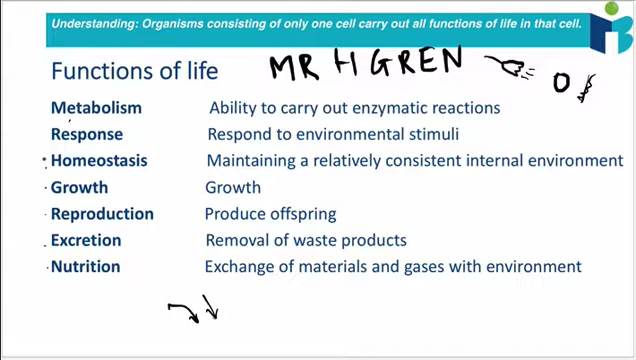 Understanding: Organisms consisting of only one cell carry out all functions of life in that cell.
Functions of life MR H GREN
Metabolism Ability to carry out enzymatic reactions
Response Respond to environmental stimuli
Homeostasis Maintaining a relatively consistent internal environment
Growth Growth
Reproduction Produce offspring
Excretion Removal of waste products
Nutrition Exchange of materials and gases with environment